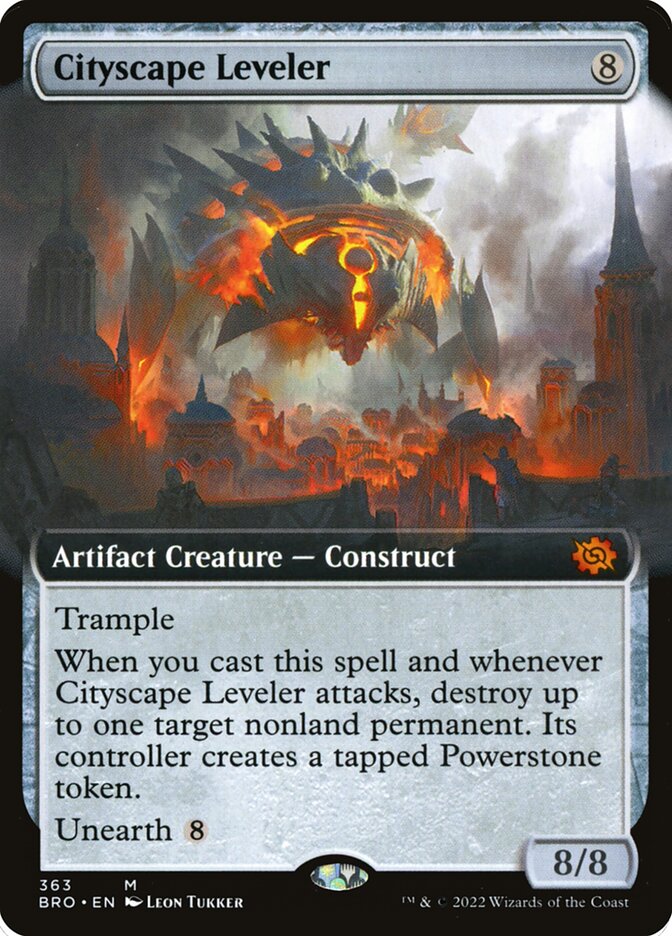 Cityscape Leveler 8
Artifact Creature — Construct
Trample
When you cast this spell and whenever
Cityscape Leveler attacks, destroy up
to one target nonland permanent. Its
controller creates a tapped Powerstone
token.
Unearth 8
8/8
363 M
BRO • EN Leon Tukker
™ & © 2022 Wizards of the Coast